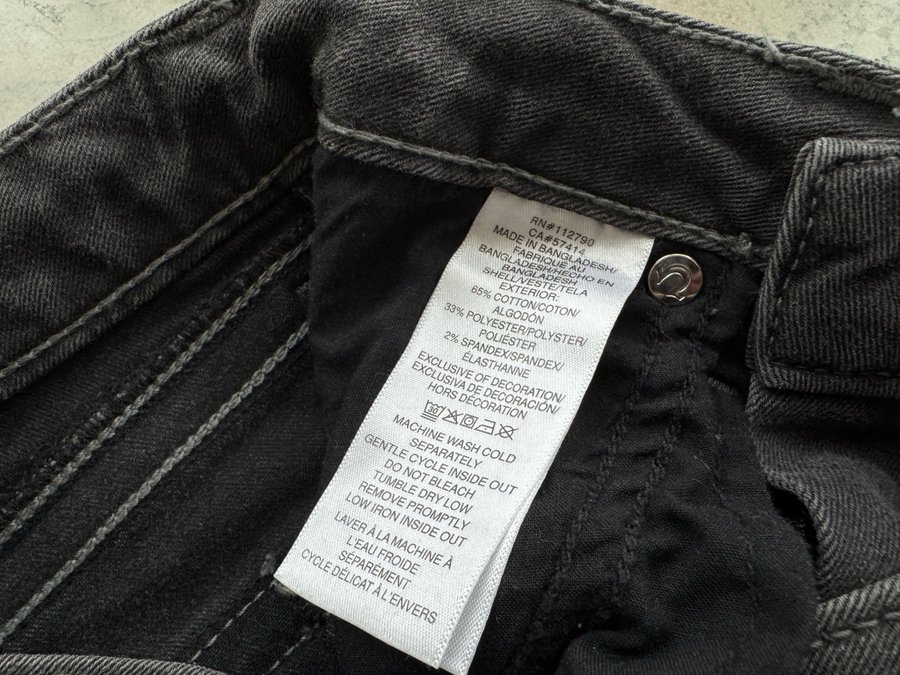 RN#112790
CA#57414
MADE IN BANGLADESH/
FABRIQUÉ AU
BANGLADESH/HECHO EN
BANGLADESH
SHELL/VESTE/TELA
EXTERIOR:
65% COTTON/COTON/
ALGODÓN
33% POLYESTER/POLYSTER/
POLIÉSTER
2% SPANDEX/SPANDEX/
ÉLASTHANNE
EXCLUSIVE OF DECORATION/
EXCLUSIVA DE DECORACIÓN/
HORS DÉCORATION
30
MACHINE WASH COLD
SEPARATELY
GENTLE CYCLE INSIDE OUT
DO NOT BLEACH
TUMBLE DRY LOW
REMOVE PROMPTLY
LOW IRON INSIDE OUT
LAVER À LA MACHINE À
L'EAU FROIDE
SÉPARÉMENT
CYCLE DÉLICAT À L'ENVERS